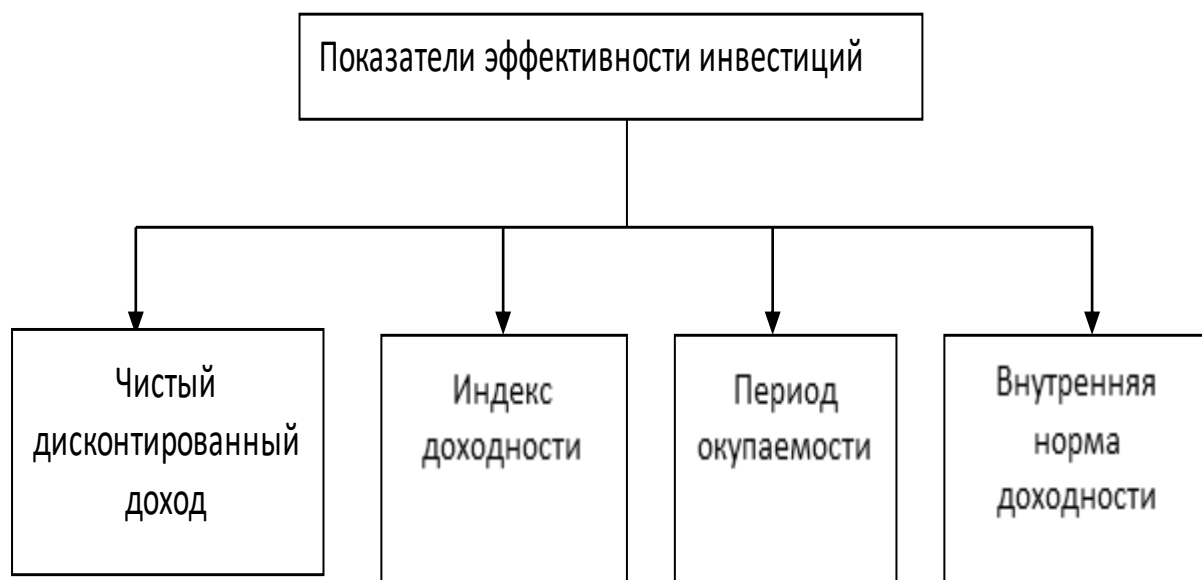 Показатели эффективности инвестиций
Чистый
дисконтированный
доход
Индекс
доходности
Период
окупаемости
Внутренняя
норма
доходности